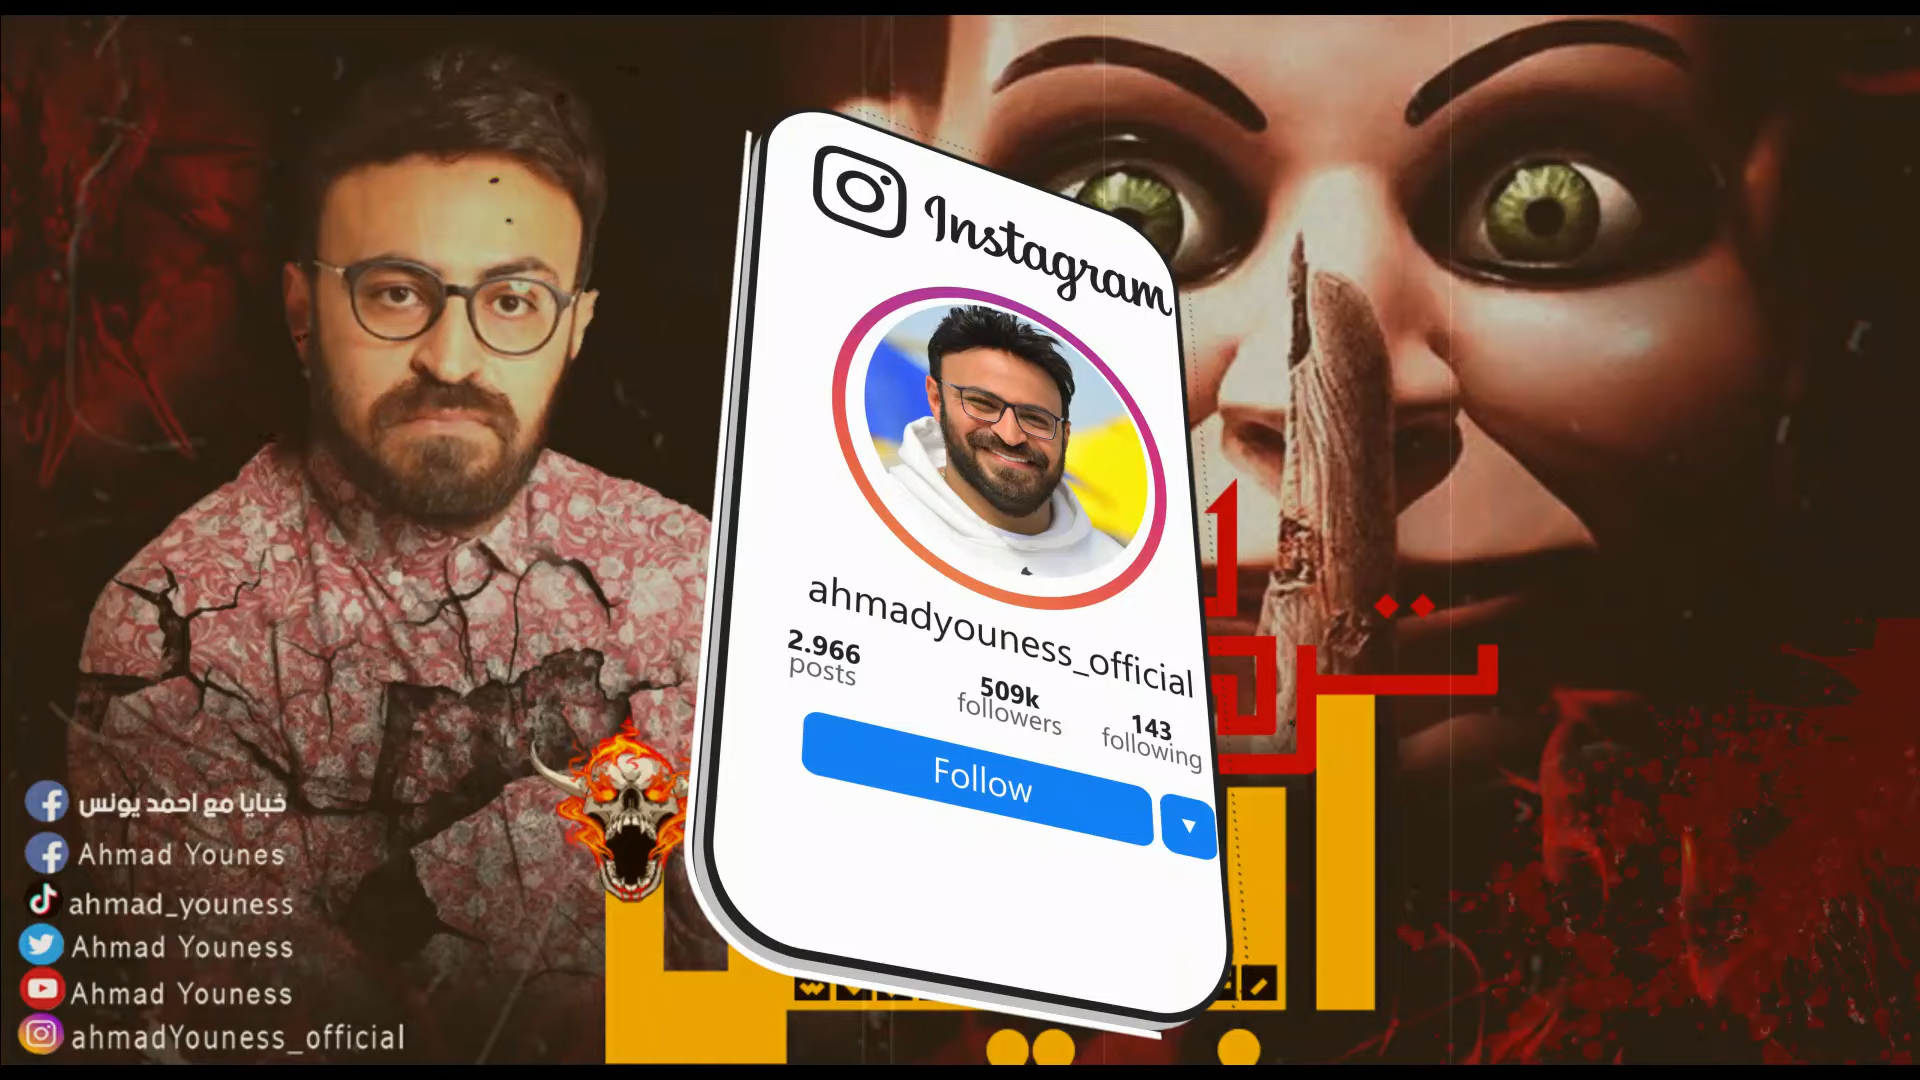 Instagram
ahmadyouness_official
2.966
posts
509k
followers
143
following
Follow
خبايا مع احمد يونس
Ahmad Younes
ahmad_youness
Ahmad Youness
Ahmad Youness
ahmadYouness_official